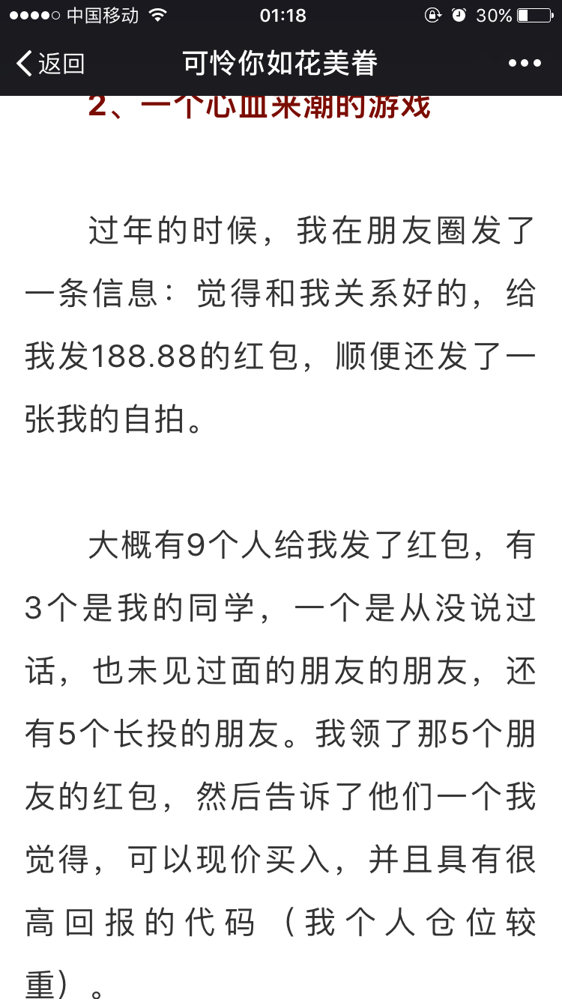 中国移动 01:18 30%
返回 可怜你如花美眷
2、一个心血来潮的游戏
过年的时候，我在朋友圈发了
一条信息：觉得和我关系好的，给
我发188.88的红包，顺便还发了一
张我的自拍。
大概有9个人给我发了红包，有
3个是我的同学，一个是从没说过
话，也未见过面的朋友的朋友，还
有5个长投的朋友。我领了那5个朋
友的红包，然后告诉了他们一个我
觉得，可以现价买入，并且具有很
高回报的代码（我个人仓位较
重）。